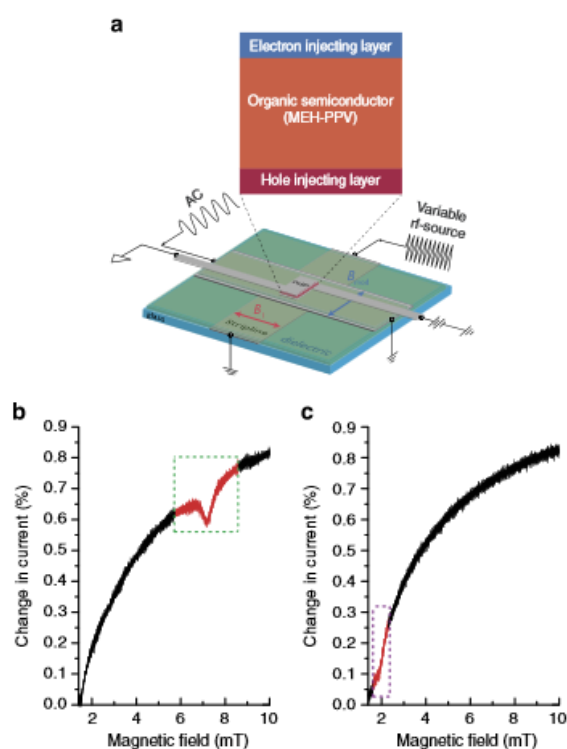 a
Electron injecting layer
Organic semiconductor
(MEH-PPV)
Hole injecting layer
AC
Variable
rf-source
B₁
Stripline
dielectric
glass
b
c
Change in current (%)
0.9
0.8
0.7
0.6
0.5
0.4
0.3
0.2
0.1
0.0
2 4 6 8 10
Magnetic field (mT)
Change in current (%)
0.9
0.8
0.7
0.6
0.5
0.4
0.3
0.2
0.1
0.0
2 4 6 8 10
Magnetic field (mT)